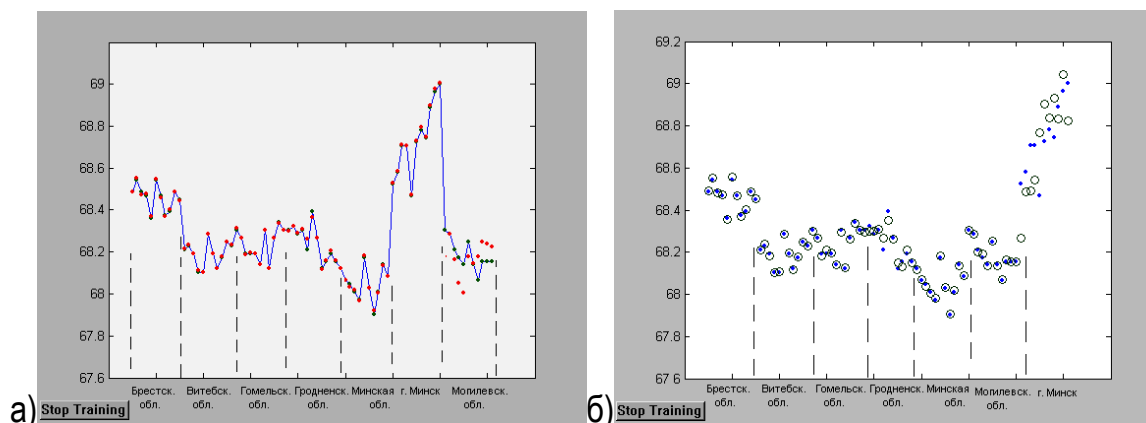 69
68.8
68.6
68.4
68.2
68
67.8
67.6
Брестск. обл.
Витебск. обл.
Гомельск. обл.
Гродненск. обл.
Минская обл.
г. Минск
Могилевск. обл.
а)
Stop Training
69.2
69
68.8
68.6
68.4
68.2
68
67.8
67.6
Брестск. обл.
Витебск. обл.
Гомельск. обл.
Гродненск. обл.
Минская обл.
Могилевск. обл.
г. Минск
б)
Stop Training